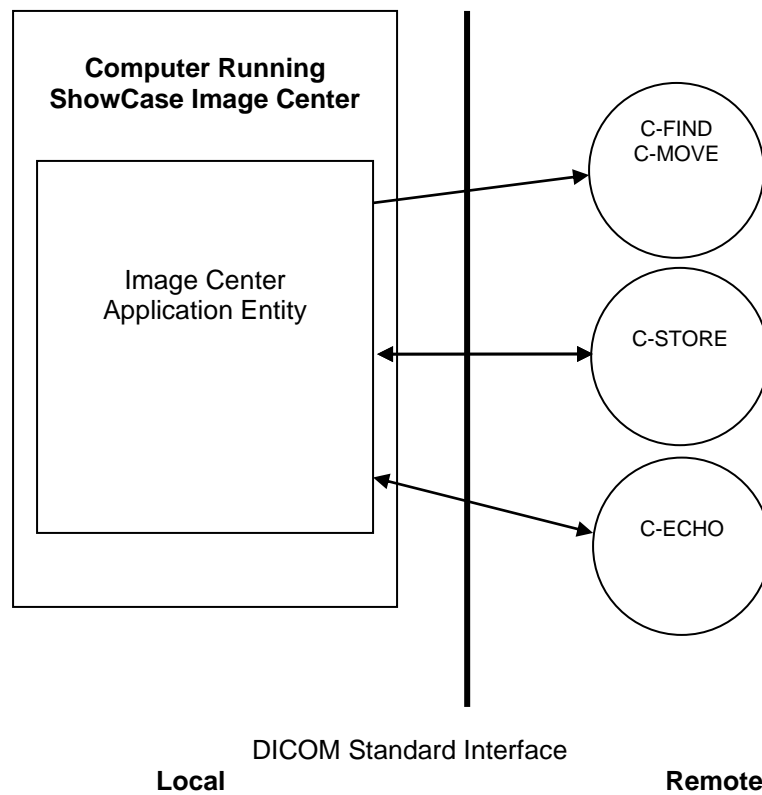 Computer Running
ShowCase Image Center
Image Center
Application Entity
C-FIND
C-MOVE
C-STORE
C-ECHO
DICOM Standard Interface
Local
Remote